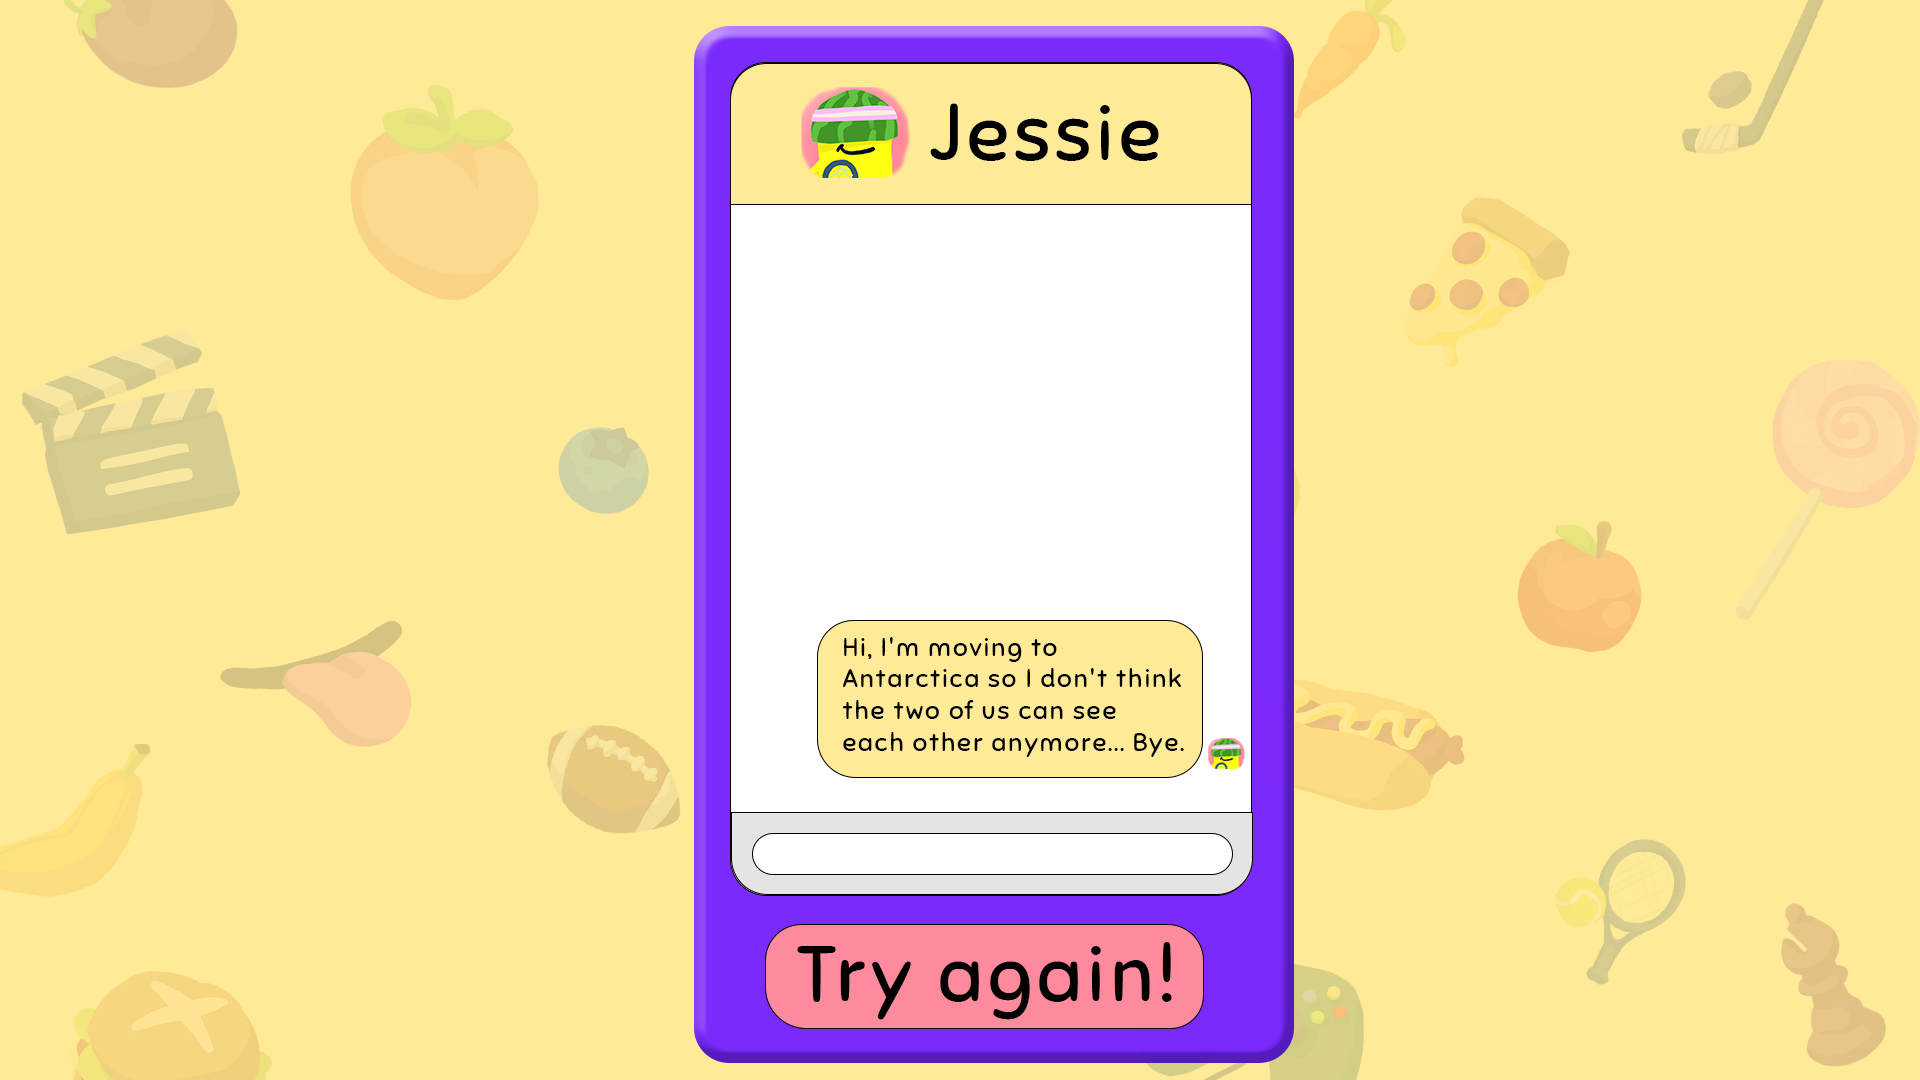 Jessie
Hi, I'm moving to
Antarctica so I don't think
the two of us can see
each other anymore... Bye.
Try again!